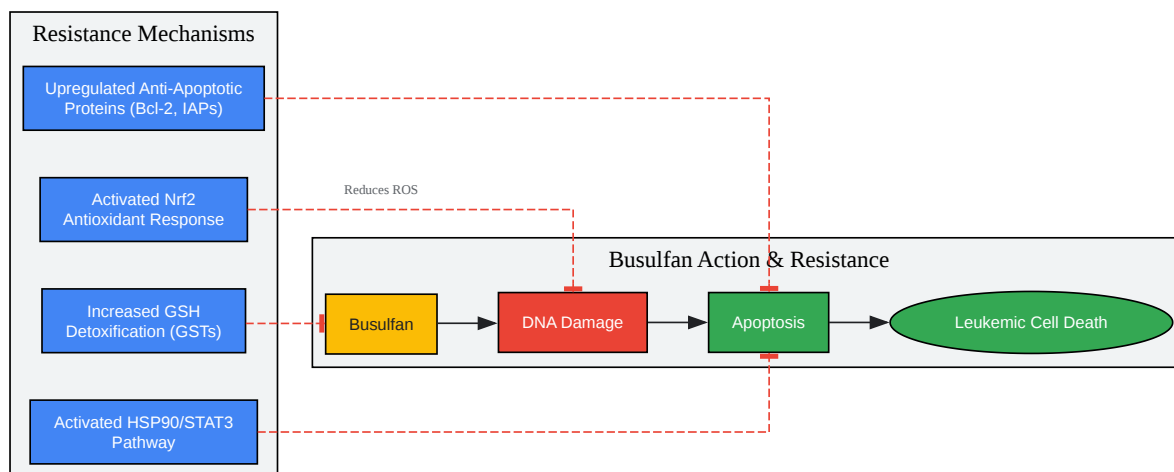 Resistance Mechanisms
Upregulated Anti-Apoptotic
Proteins (Bcl-2, IAPs)
Activated Nrf2
Antioxidant Response
Reduces ROS
Increased GSH
Detoxification (GSTs)
Activated HSP90/STAT3
Pathway
Busulfan Action & Resistance
Busulfan
DNA Damage
Apoptosis
Leukemic Cell Death